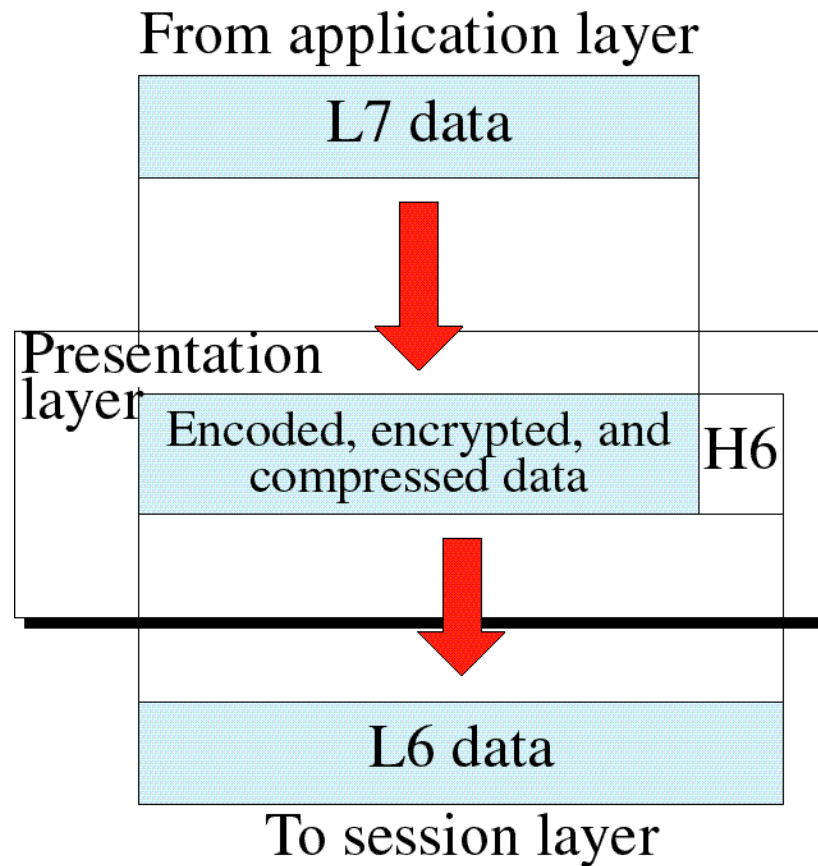 From application layer
L7 data
Presentation
layer
Encoded, encrypted, and
compressed data
H6
L6 data
To session layer